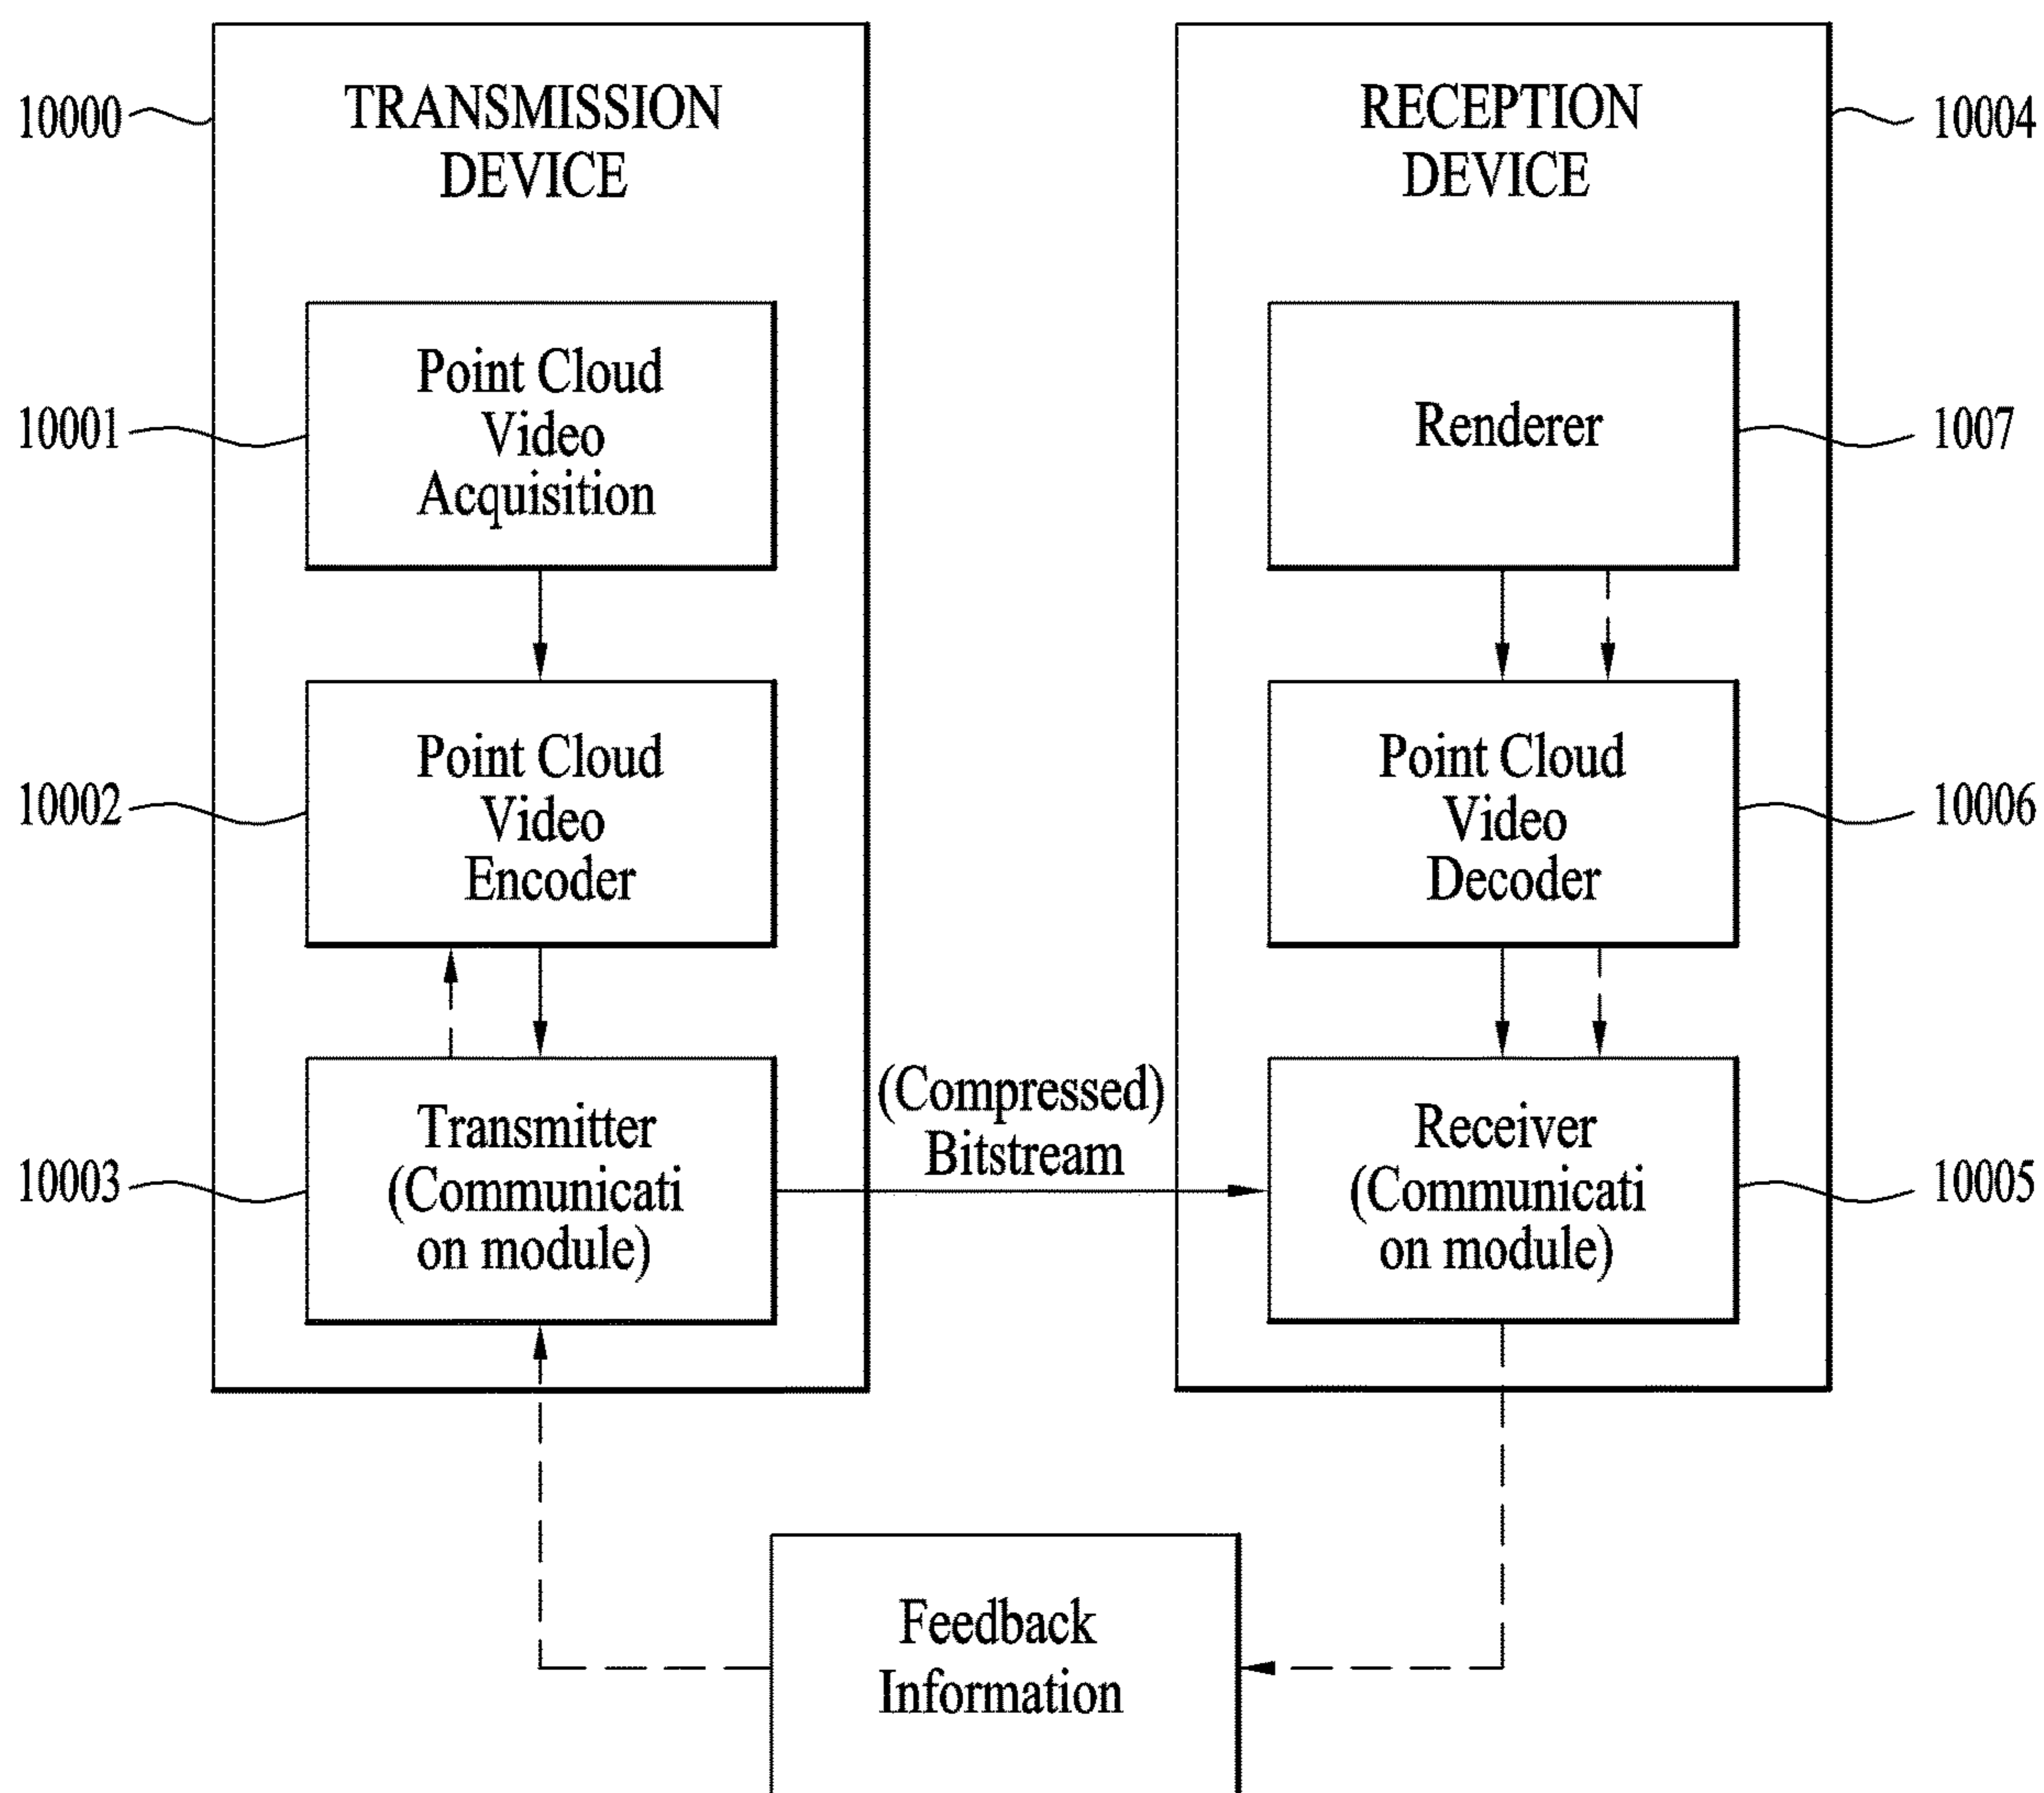 10000
TRANSMISSION
DEVICE
10001
Point Cloud
Video
Acquisition
10002
Point Cloud
Video
Encoder
10003
Transmitter
(Communicati
on module)
(Compressed)
Bitstream
RECEPTION
DEVICE
10004
Renderer
1007
Point Cloud
Video
Decoder
10006
Receiver
(Communicati
on module)
10005
Feedback
Information